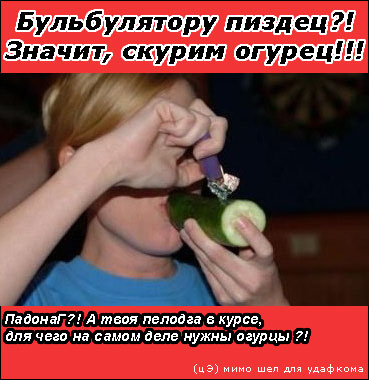 Бульбулятору пиздец?!
Значит, скурим огурец!!!
ПадонаГ?! А твоя пелодга в курсе,
для чего на самом деле нужны огурцы ?!
(цЭ) мимо шел для удафкома